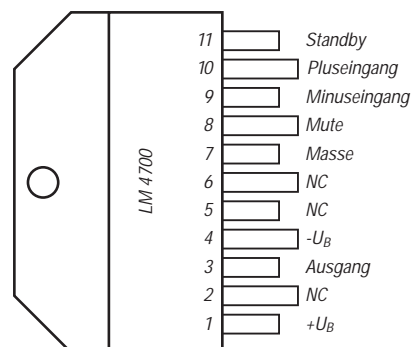 11 Standby
10 Pluseingang
9 Minuseingang
8 Mute
7 Masse
6 NC
5 NC
4 -UB
3 Ausgang
2 NC
1 +UB
LM 4700